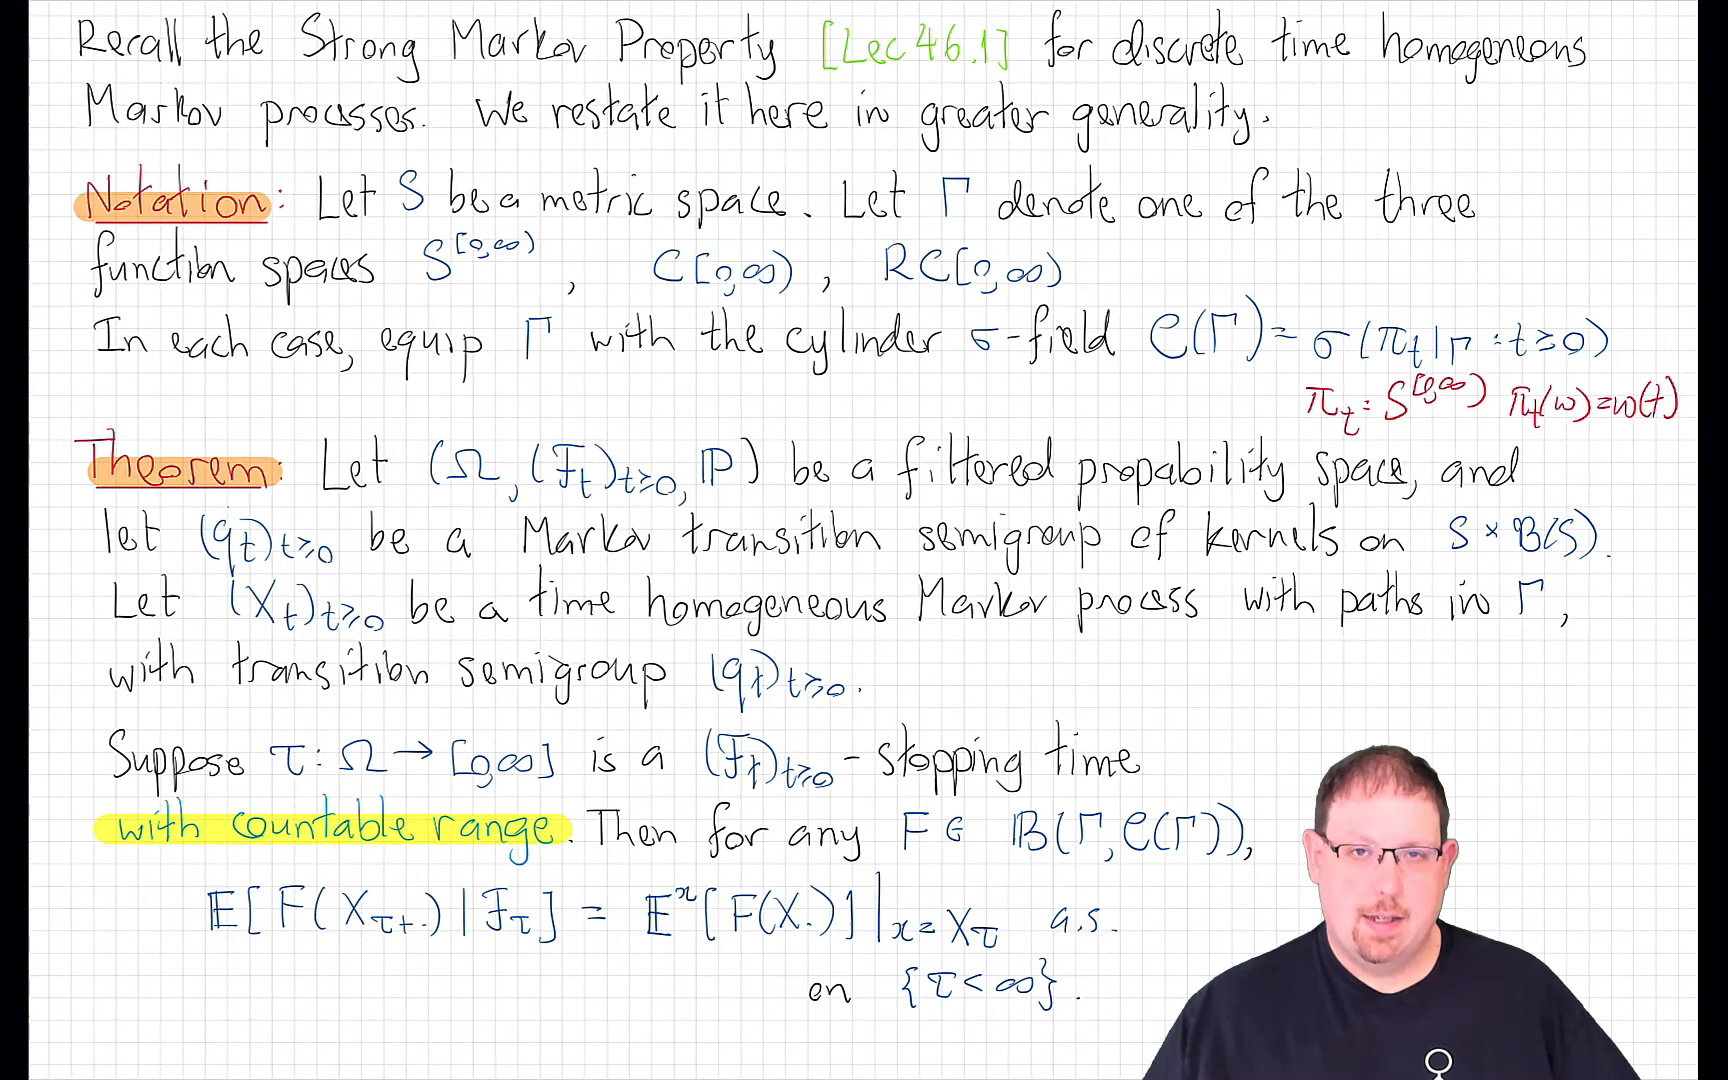 Recall the Strong Markov Property [Lec 46.1] for discrete time homogeneous
Markov processes. We restate it here in greater generality.
Notation: Let S be a metric space. Let Γ denote one of the three
function spaces S^[0,∞) , C[0,∞) , RC[0,∞)
In each case, equip Γ with the cylinder σ-field 𝒞(Γ) = σ(π_t|_Γ : t≥0)
π_t : S^[0,∞) π_t(ω)=ω(t)
Theorem: Let (Ω, (ℱ_t)_t≥0, ℙ) be a filtered propability space, and
let (q_t)_t≥0 be a Markov transition semigroup of kernels on S × 𝔹(S).
Let (X_t)_t≥0 be a time homogeneous Markov process with paths in Γ,
with transition semigroup (q_t)_t≥0.
Suppose τ : Ω → [0,∞] is a (ℱ_t)_t≥0 - stopping time
with countable range. Then for any F ∈ 𝔹(Γ, 𝒞(Γ)),
𝔼[F(X_τ+·) | ℱ_τ] = 𝔼^x[F(X.)]|_x=X_τ a.s.
on {τ<∞}.